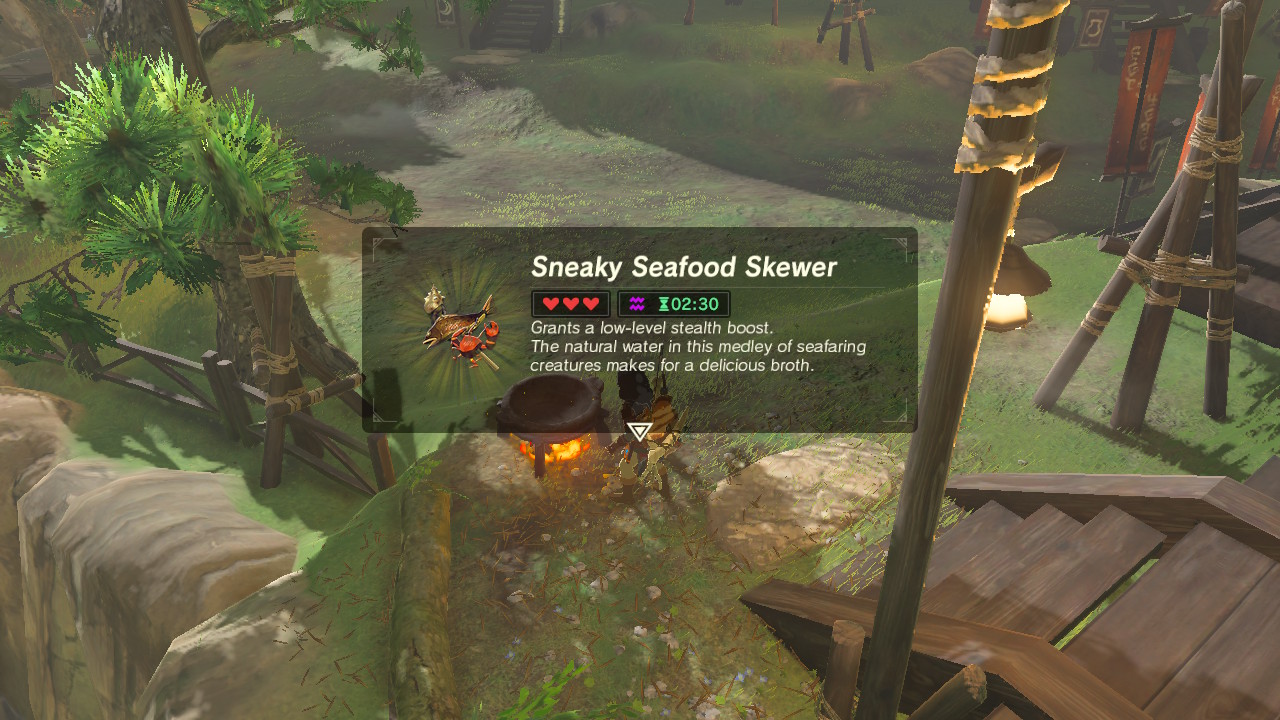 Sneaky Seafood Skewer
02:30
Grants a low-level stealth boost.
The natural water in this medley of seafaring
creatures makes for a delicious broth.